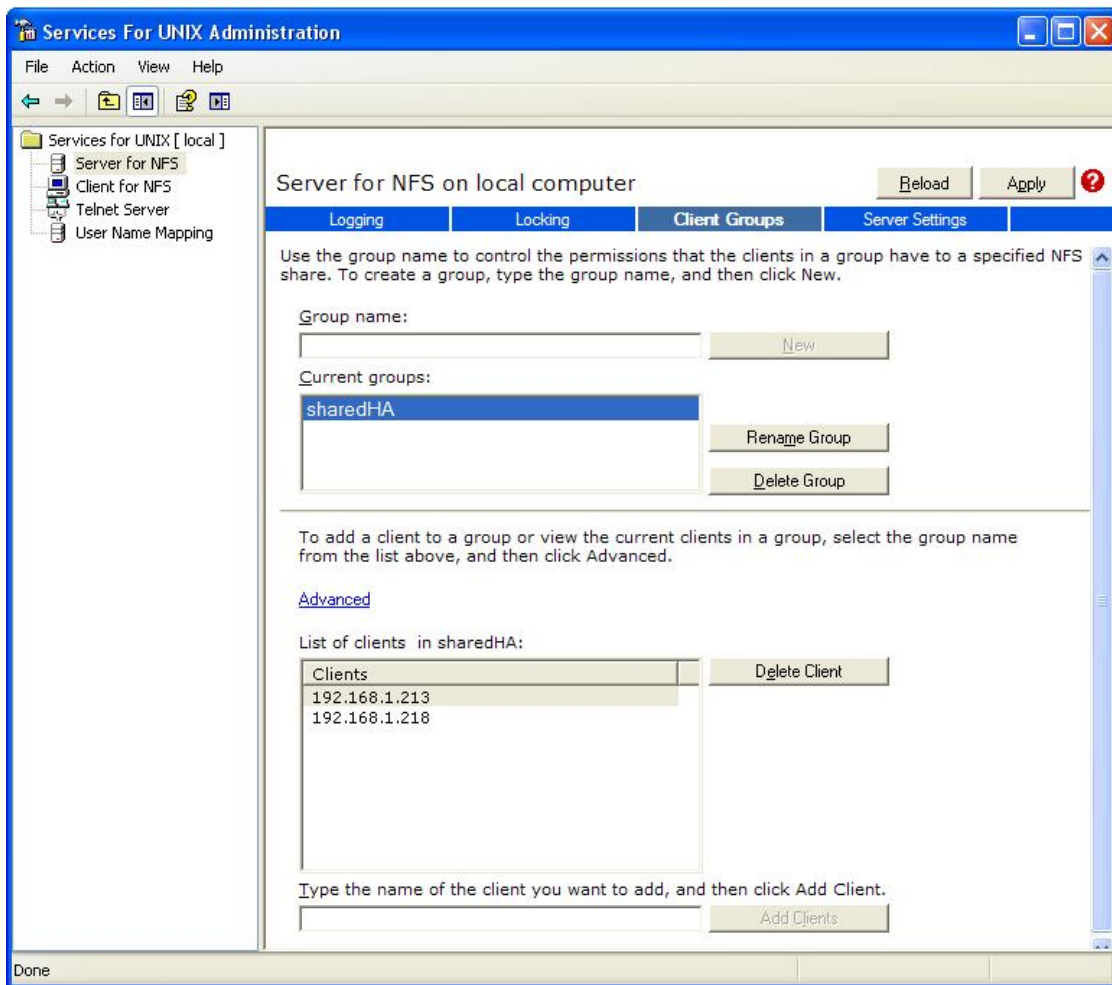 Services For UNIX Administration
File Action View Help
Services for UNIX [ local ]
Server for NFS
Client for NFS
Telnet Server
User Name Mapping
Server for NFS on local computer
Reload Apply ?
Logging Locking Client Groups Server Settings
Use the group name to control the permissions that the clients in a group have to a specified NFS
share. To create a group, type the group name, and then click New.
Group name:
New
Current groups:
sharedHA
Rename Group
Delete Group
To add a client to a group or view the current clients in a group, select the group name
from the list above, and then click Advanced.
Advanced
List of clients in sharedHA:
Clients
Delete Client
192.168.1.213
192.168.1.218
Type the name of the client you want to add, and then click Add Client.
Add Clients
Done